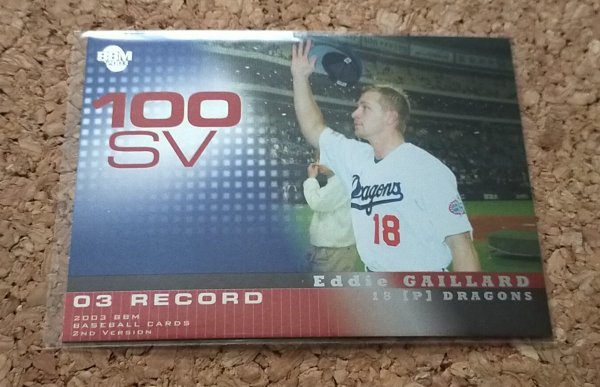 BBM
100
SV
Dragons
18
Eddie GAILLARD
18 [P] DRAGONS
03 RECORD
2003 BBM
BASEBALL CARDS
2ND VERSION